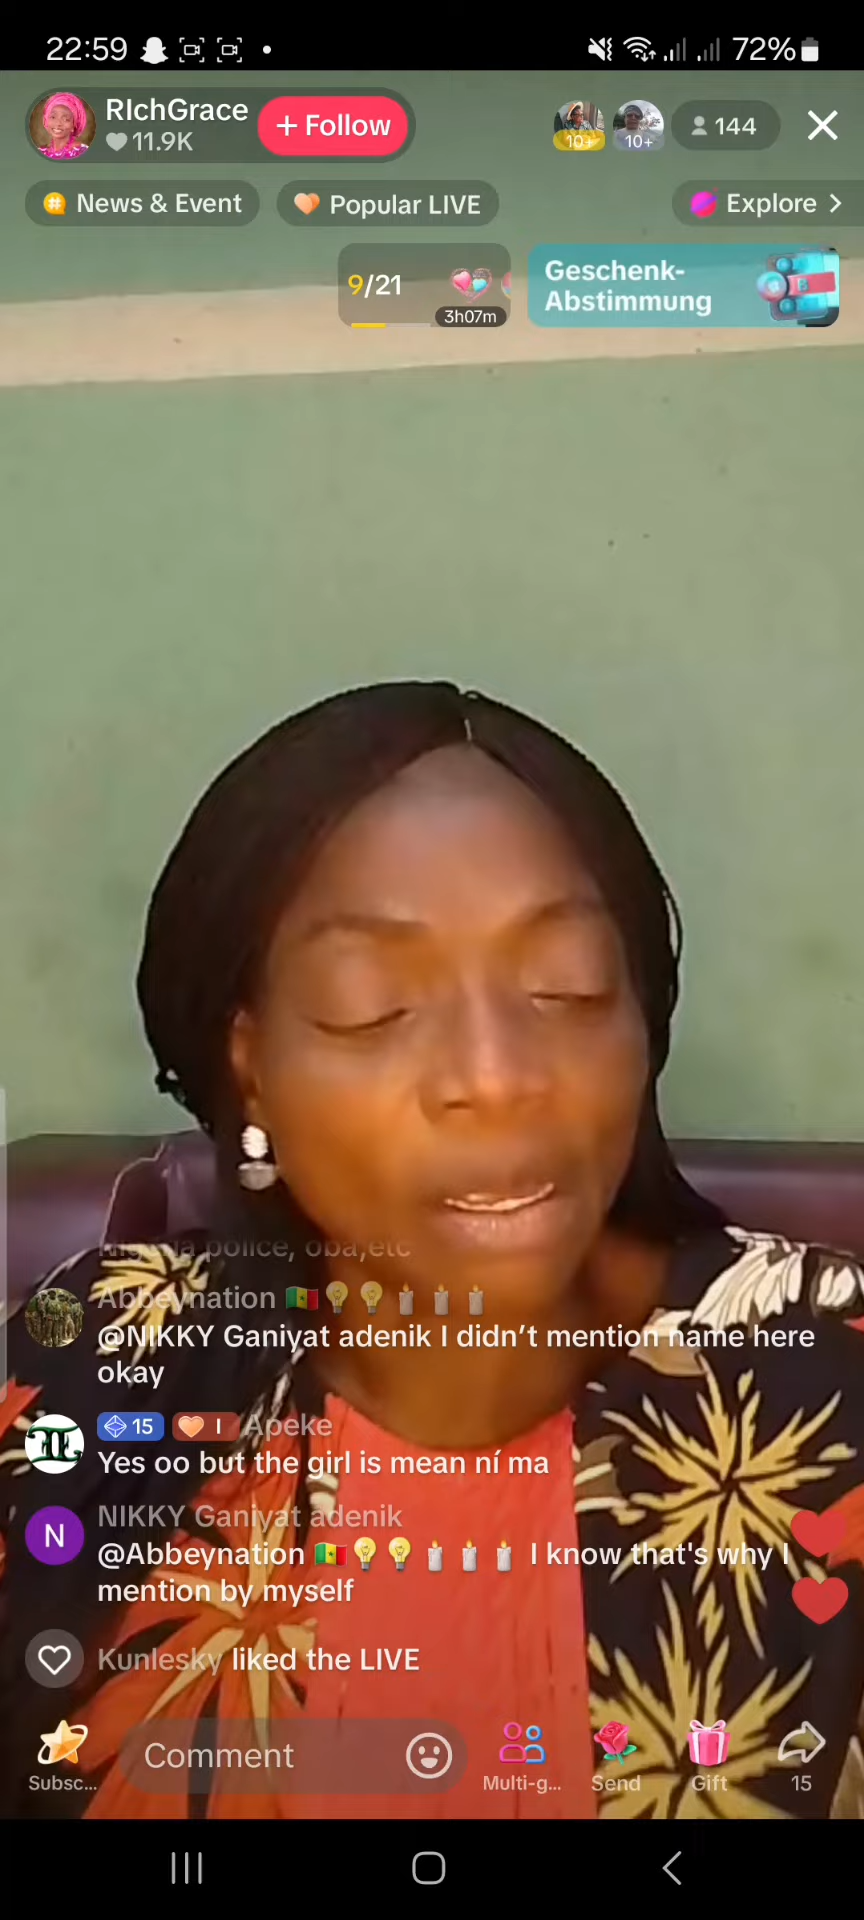 22:59
72%
RIchGrace
+ Follow
11.9K
10+
10+
144
News & Event
Popular LIVE
Explore >
9/21
3h07m
Geschenk-
Abstimmung
police, oba,etc
Abbeynation 🇸🇳💡💡🕯️🕯️🕯️
@NIKKY Ganiyat adenik I didn't mention name here
okay
15 I Apeke
Yes oo but the girl is mean ní ma
N
NIKKY Ganiyat adenik
@Abbeynation 🇸🇳💡💡🕯️🕯️🕯️ I know that's why I
mention by myself
Kunlesky liked the LIVE
Comment
Subsc...
Multi-g...
Send
Gift
15